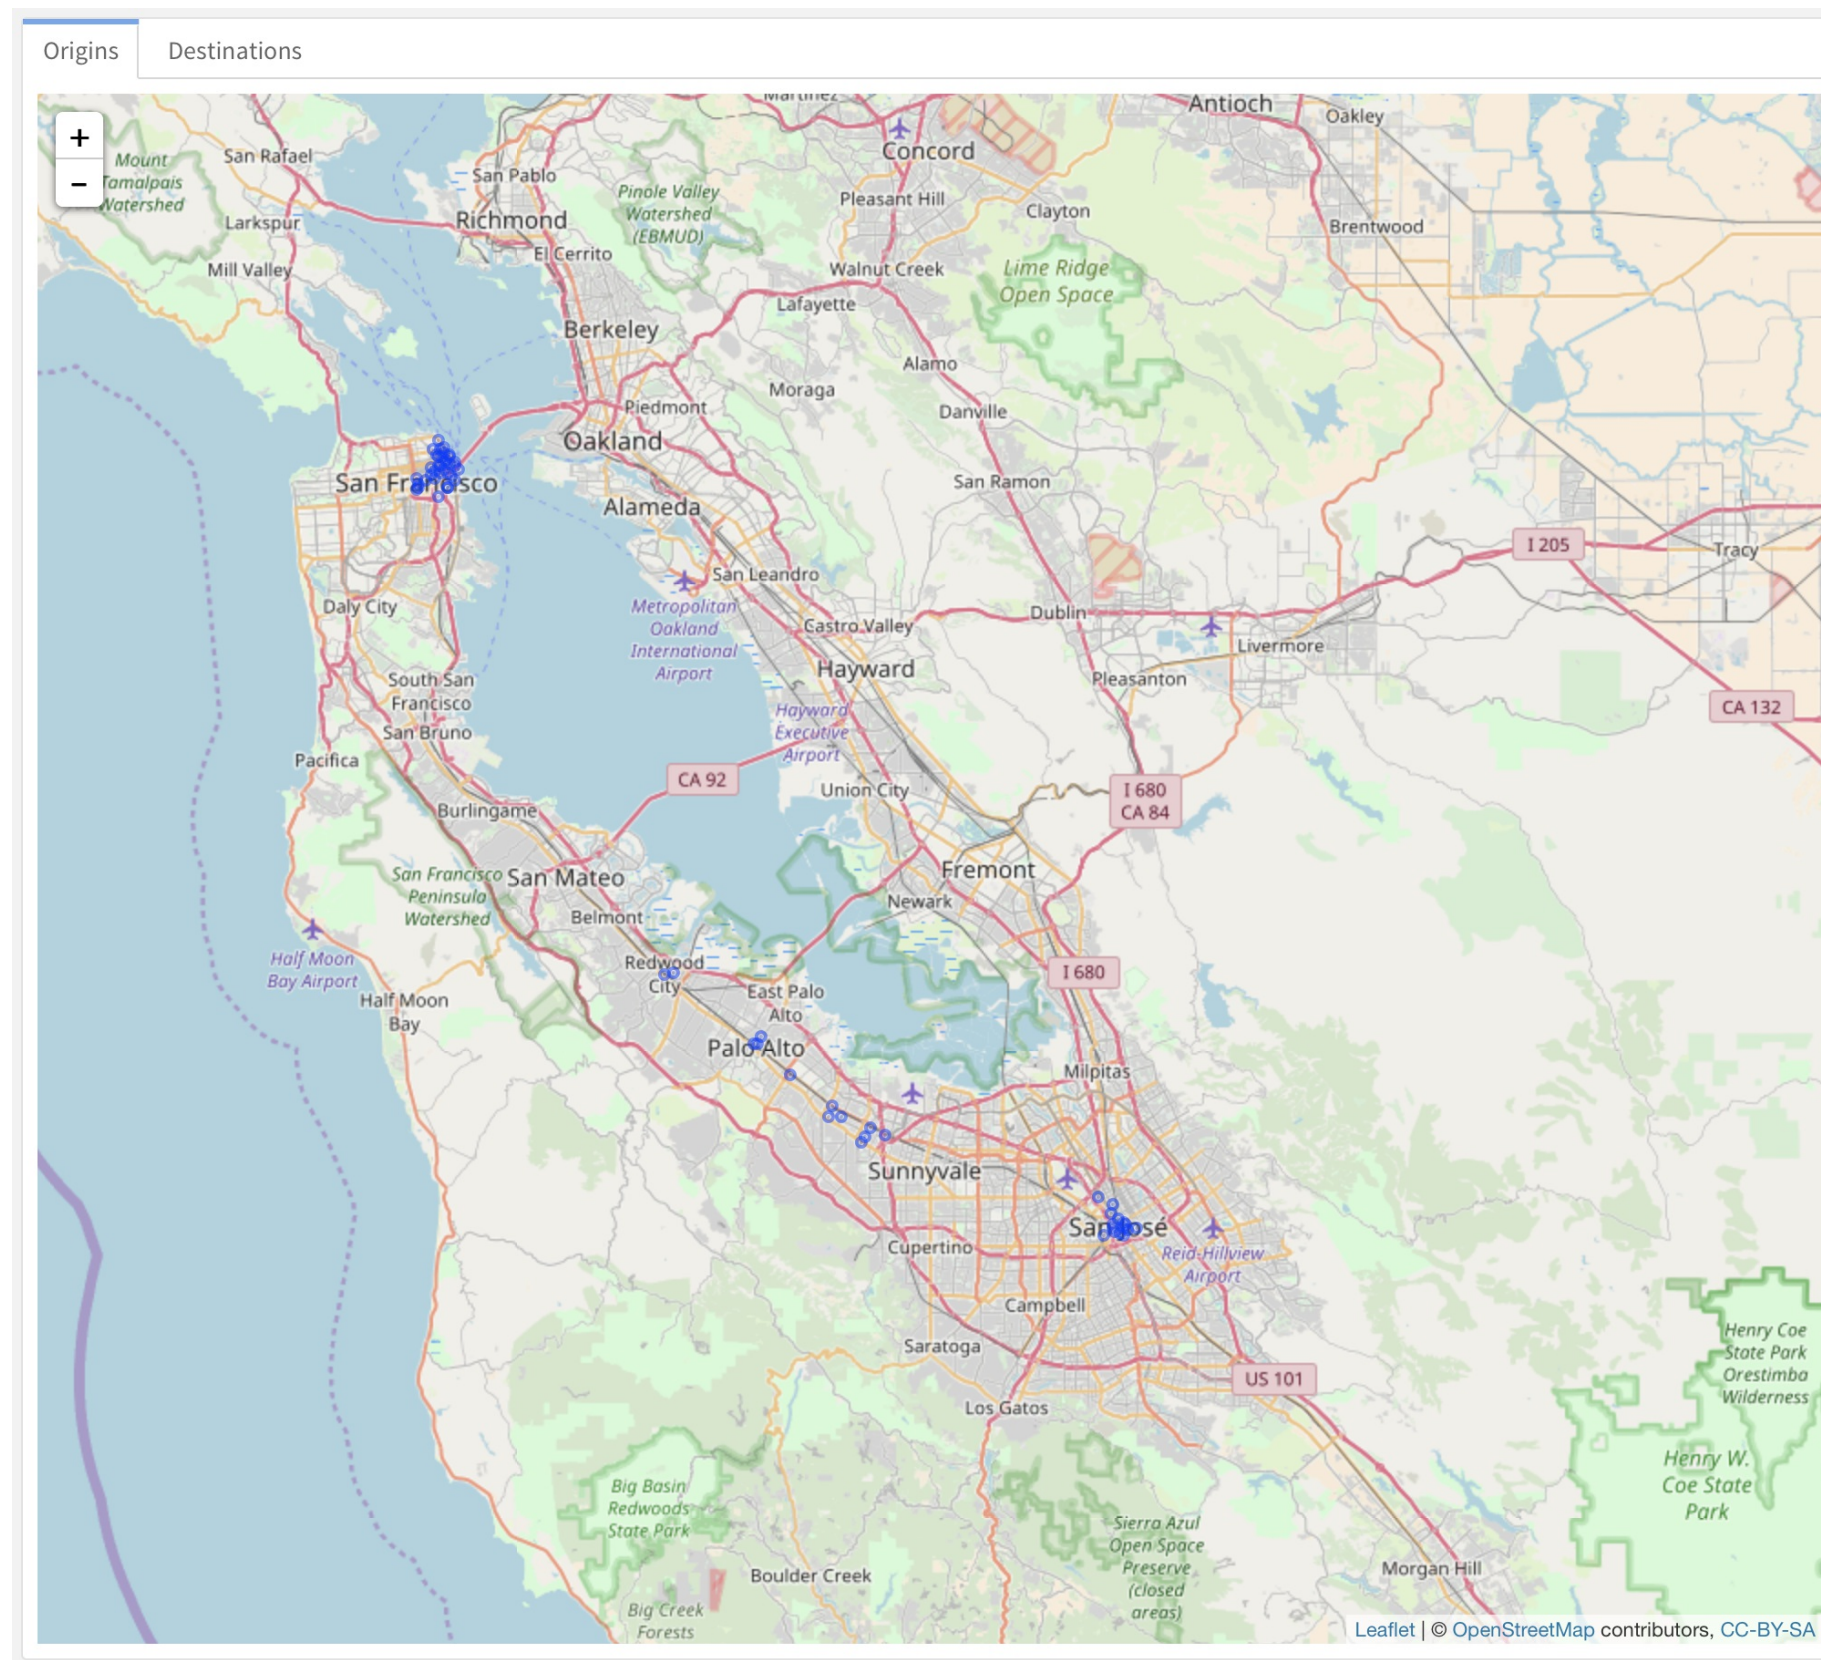 Origins
Destinations
+
−
Martinez
Antioch
Oakley
Concord
San Rafael
Mount
Tamalpais
Watershed
San Pablo
Pinole Valley
Watershed
(EBMUD)
Pleasant Hill
Clayton
Larkspur
Richmond
Brentwood
El Cerrito
Mill Valley
Walnut Creek
Lime Ridge
Open Space
Lafayette
Berkeley
Alamo
Moraga
Piedmont
Danville
Oakland
San Francisco
San Ramon
Alameda
I 205
Tracy
San Leandro
Daly City
Metropolitan
Oakland
International
Airport
Dublin
Castro Valley
Livermore
Hayward
Pleasanton
South San
Francisco
CA 132
Hayward
Executive
Airport
San Bruno
Pacifica
CA 92
Union City
I 680
CA 84
Burlingame
San Francisco
Peninsula
Watershed
San Mateo
Fremont
Newark
Belmont
Half Moon
Bay Airport
Redwood
City
I 680
East Palo
Alto
Half Moon
Bay
Palo Alto
Milpitas
Sunnyvale
San José
Cupertino
Reid-Hillview
Airport
Campbell
Saratoga
Henry Coe
State Park
Orestimba
Wilderness
US 101
Los Gatos
Henry W.
Coe State
Park
Big Basin
Redwoods
State Park
Sierra Azul
Open Space
Preserve
(closed
areas)
Boulder Creek
Morgan Hill
Big Creek
Forests
Leaflet | © OpenStreetMap contributors, CC-BY-SA